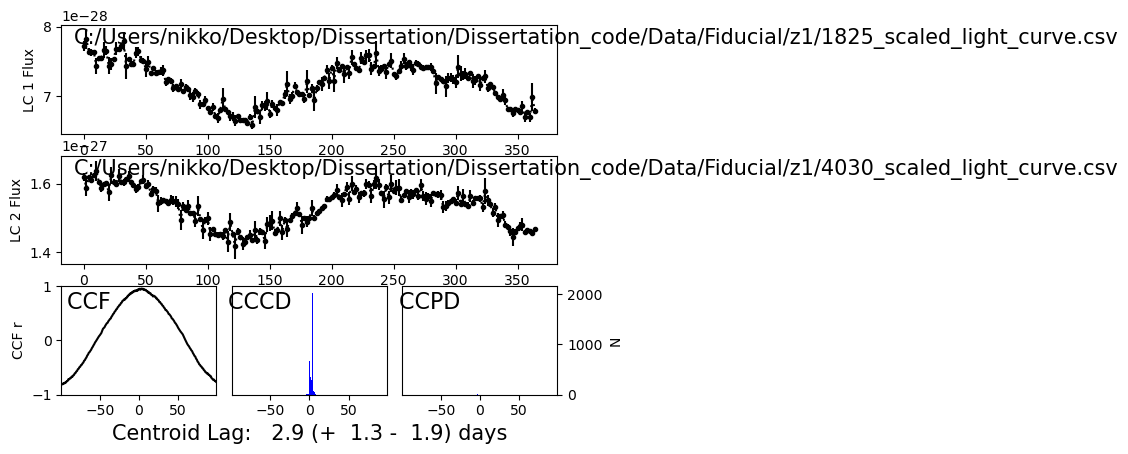 1e−28
C:/Users/nikko/Desktop/Dissertation/Dissertation_code/Data/Fiducial/z1/1825_scaled_light_curve.csv
8
7
LC 1 Flux
0 50 100 150 200 250 300 350
1e−27
C:/Users/nikko/Desktop/Dissertation/Dissertation_code/Data/Fiducial/z1/4030_scaled_light_curve.csv
1.6
1.4
LC 2 Flux
0 50 100 150 200 250 300 350
CCF CCCD CCPD
1
0
−1
CCF r
2000
1000
0
N
−50 0 50 −50 0 50 −50 0 50
Centroid Lag: 2.9 (+ 1.3 - 1.9) days